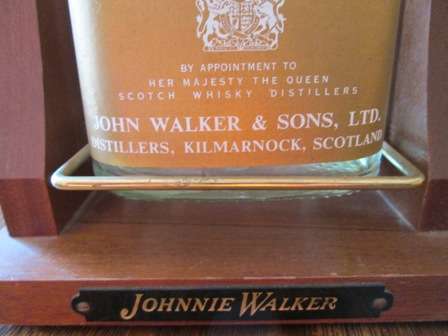 BY APPOINTMENT TO
HER MAJESTY THE QUEEN
SCOTCH WHISKY DISTILLERS
JOHN WALKER & SONS, LTD.
DISTILLERS, KILMARNOCK, SCOTLAND
JOHNNIE WALKER